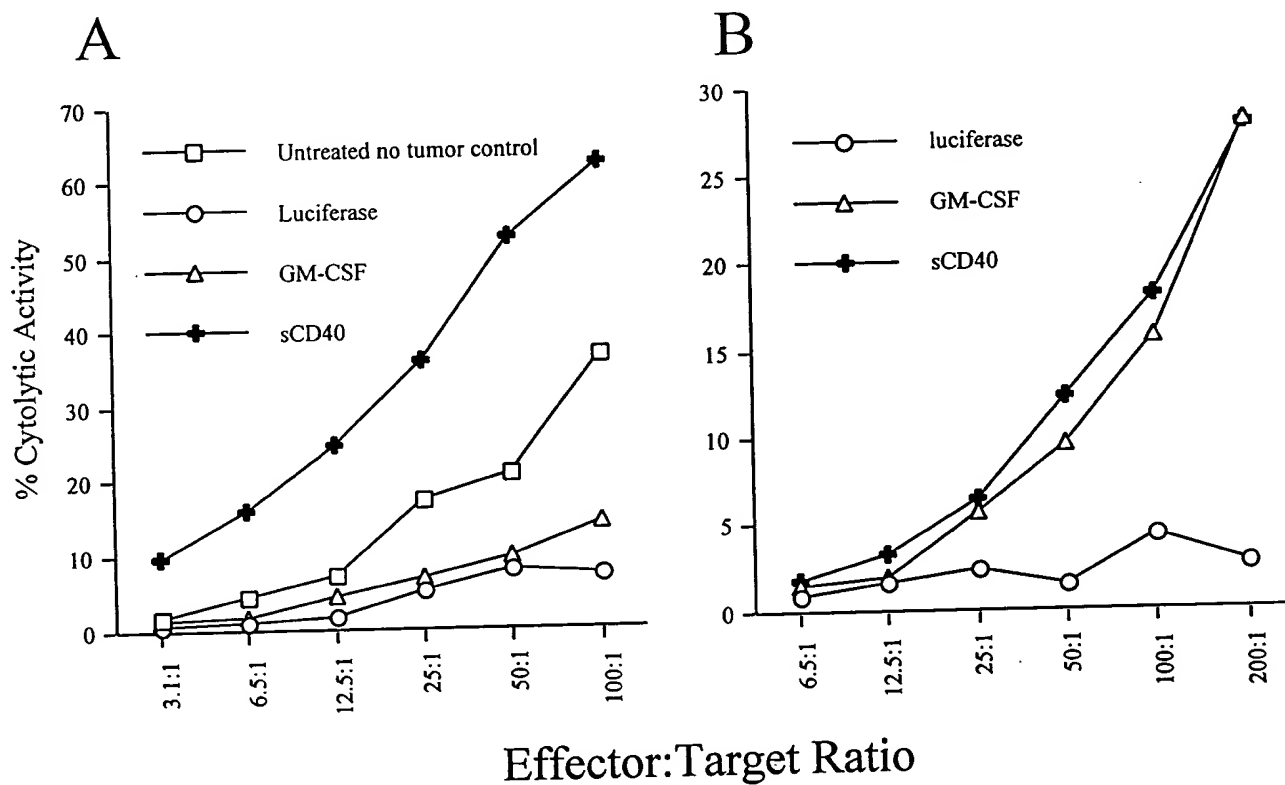 A
% Cytolytic Activity
70
60
50
40
30
20
10
0
Untreated no tumor control
Luciferase
GM-CSF
sCD40
3.1:1
6.5:1
12.5:1
25:1
50:1
100:1
B
30
25
20
15
10
5
0
luciferase
GM-CSF
sCD40
6.5:1
12.5:1
25:1
50:1
100:1
200:1
Effector:Target Ratio